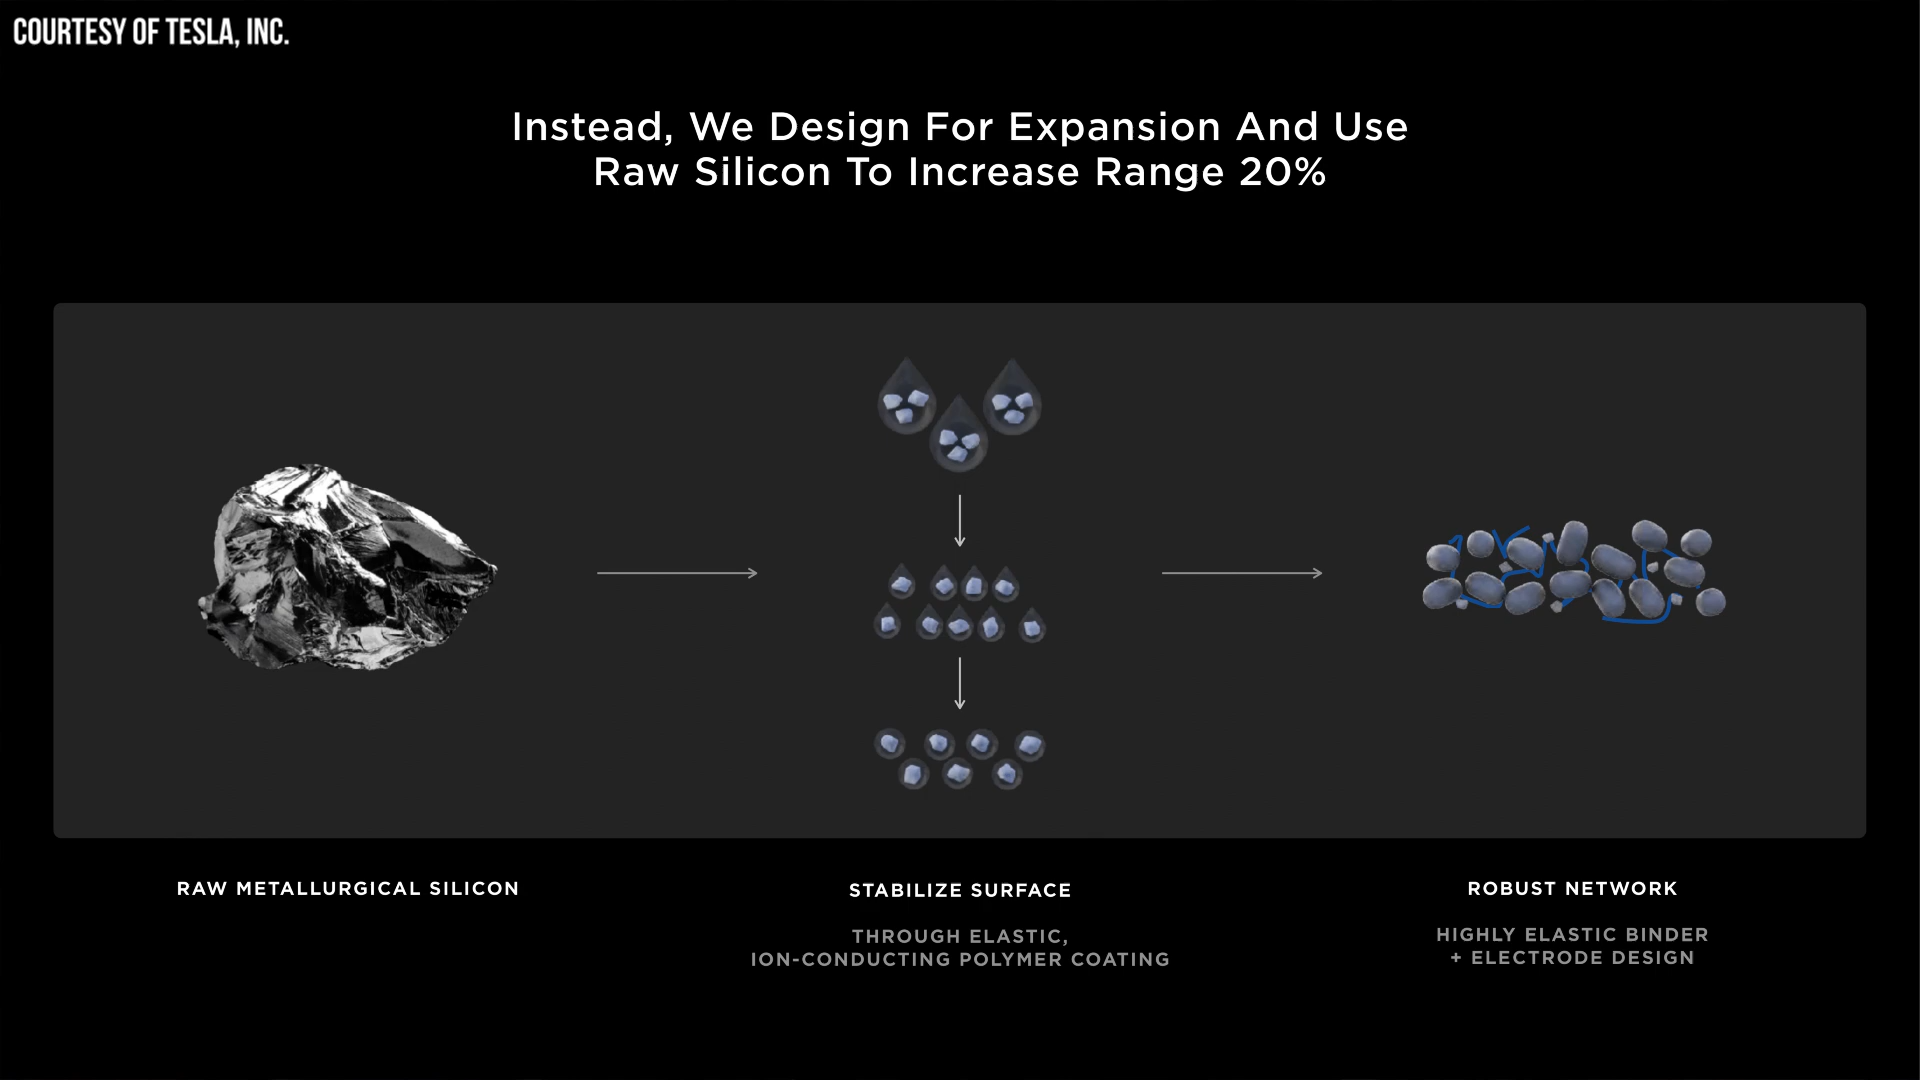 COURTESY OF TESLA, INC.
Instead, We Design For Expansion And Use
Raw Silicon To Increase Range 20%
RAW METALLURGICAL SILICON
STABILIZE SURFACE
THROUGH ELASTIC,
ION-CONDUCTING POLYMER COATING
ROBUST NETWORK
HIGHLY ELASTIC BINDER
+ ELECTRODE DESIGN